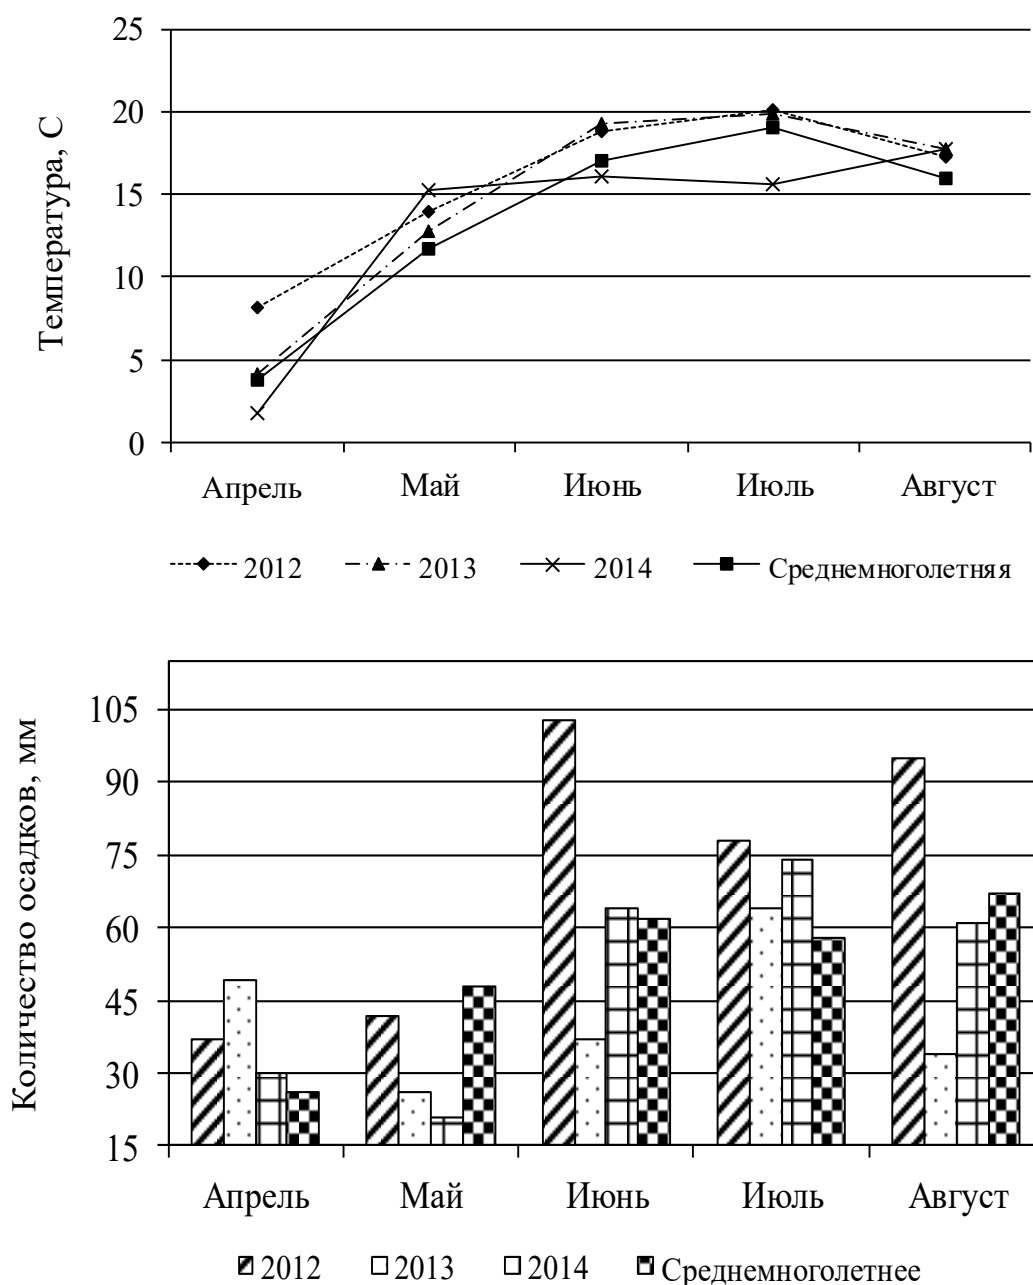 25
20
15
10
5
0
Температура, С
Апрель Май Июнь Июль Август
2012 2013 2014 Среднемноголетняя
105
90
75
60
45
30
15
Количество осадков, мм
Апрель Май Июнь Июль Август
2012 2013 2014 Среднемноголетнее